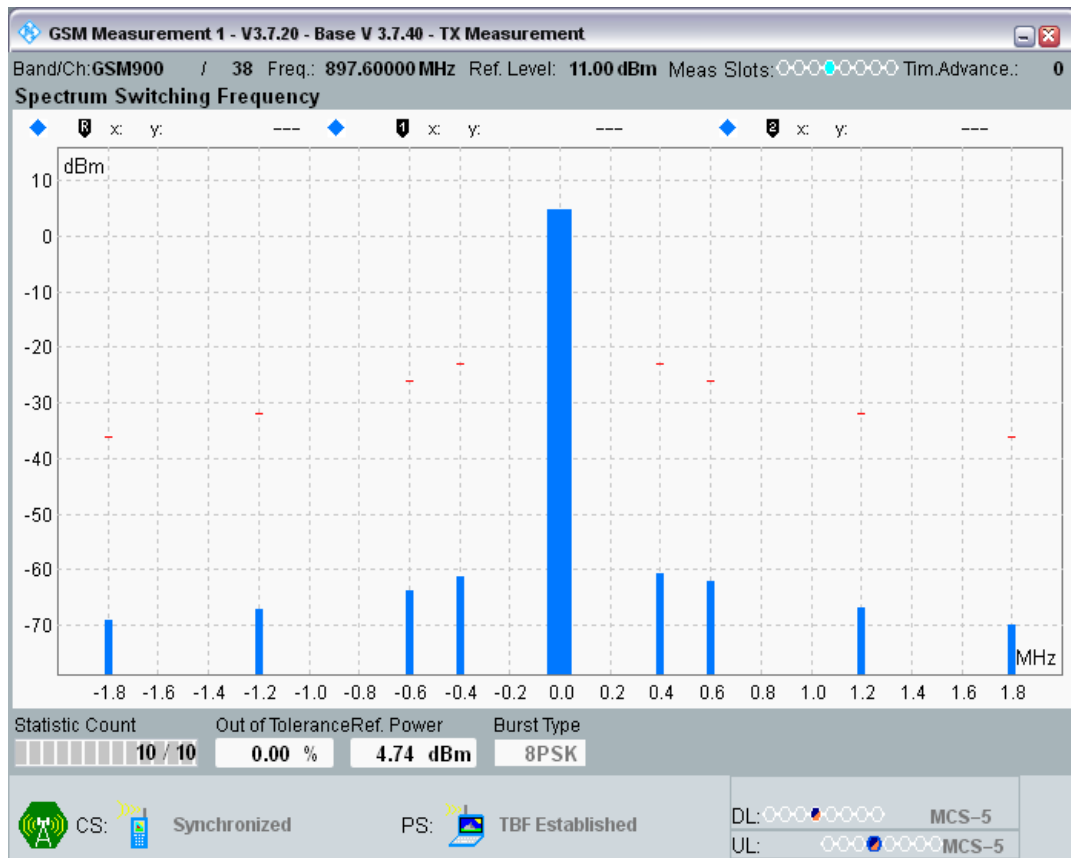 GSM Measurement 1 - V3.7.20 - Base V 3.7.40 - TX Measurement
Band/Ch:GSM900 / 38 Freq.: 897.60000 MHz Ref. Level: 11.00 dBm Meas Slots: Tim.Advance.: 0
Spectrum Switching Frequency
R x: y: --- 1 x: y: --- 2 x: y: ---
dBm
10
0
-10
-20
-30
-40
-50
-60
-70
MHz
-1.8 -1.6 -1.4 -1.2 -1.0 -0.8 -0.6 -0.4 -0.2 0.0 0.2 0.4 0.6 0.8 1.0 1.2 1.4 1.6 1.8
Statistic Count Out of Tolerance Ref. Power Burst Type
10 / 10 0.00 % 4.74 dBm 8PSK
CS: Synchronized PS: TBF Established DL: MCS-5
UL: MCS-5